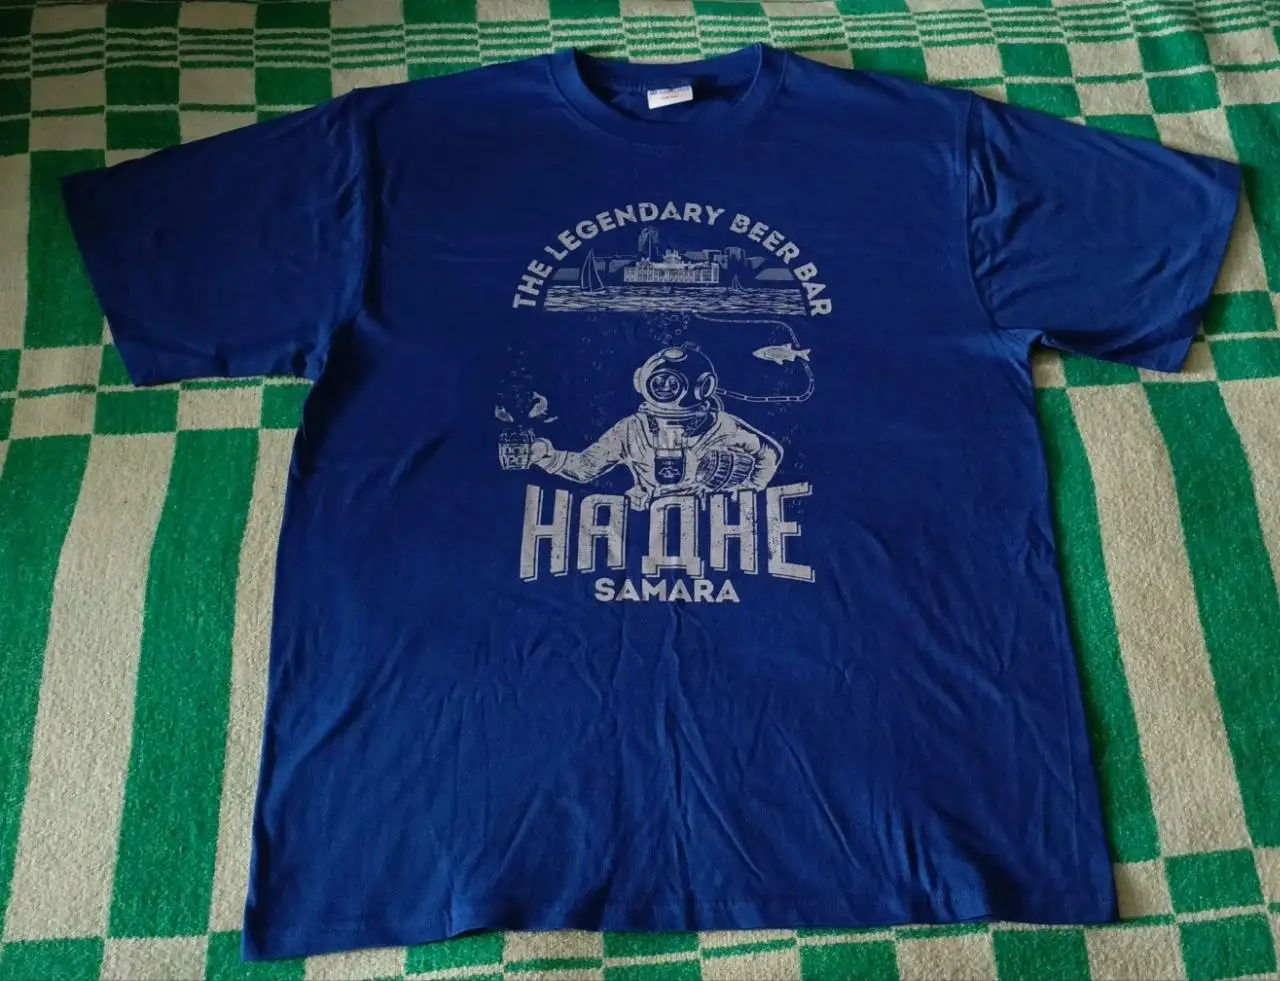 THE LEGENDARY BEER BAR
НА ДНЕ
SAMARA